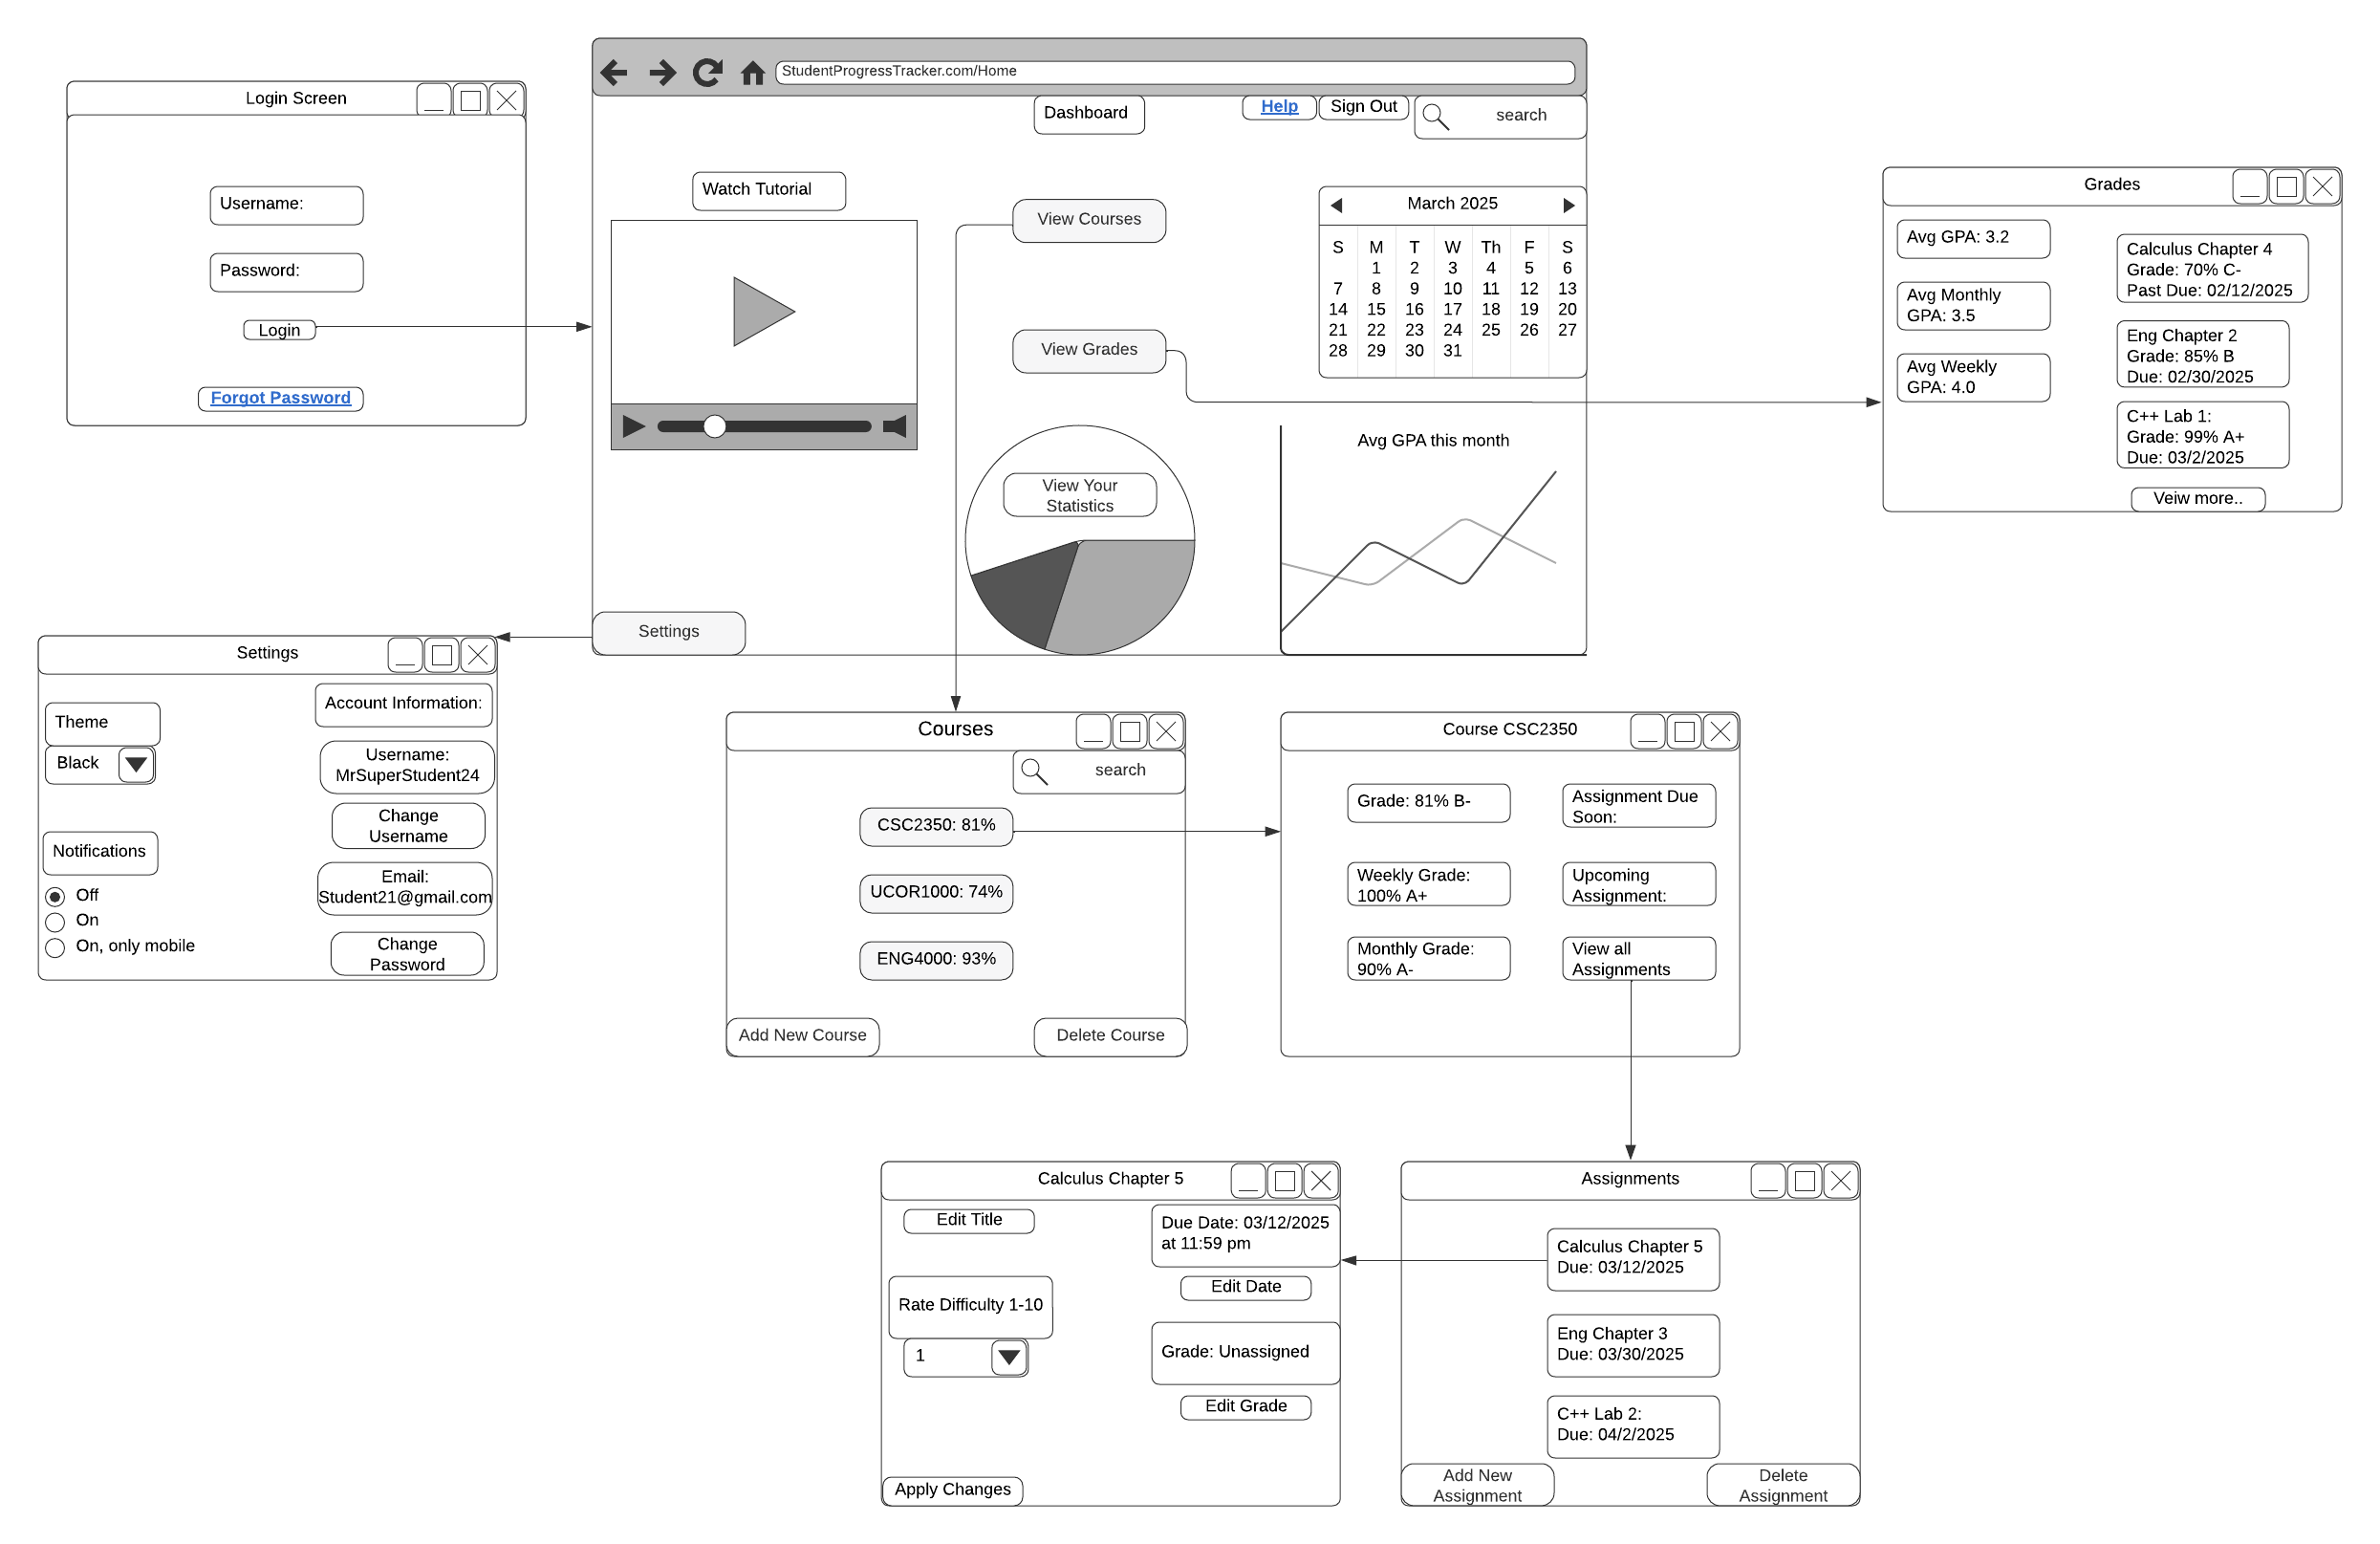 Login Screen
Username:
Password:
Login
Forgot Password
StudentProgressTracker.com/Home
Dashboard
Help
Sign Out
search
Watch Tutorial
View Courses
View Grades
March 2025
S M T W Th F S
1 2 3 4 5 6
7 8 9 10 11 12 13
14 15 16 17 18 19 20
21 22 23 24 25 26 27
28 29 30 31
View Your
Statistics
Avg GPA this month
Settings
Grades
Avg GPA: 3.2
Avg Monthly
GPA: 3.5
Avg Weekly
GPA: 4.0
Calculus Chapter 4
Grade: 70% C-
Past Due: 02/12/2025
Eng Chapter 2
Grade: 85% B
Due: 02/30/2025
C++ Lab 1:
Grade: 99% A+
Due: 03/2/2025
Veiw more..
Settings
Theme
Black
Notifications
Off
On
On, only mobile
Account Information:
Username:
MrSuperStudent24
Change
Username
Email:
Student21@gmail.com
Change
Password
Courses
search
CSC2350: 81%
UCOR1000: 74%
ENG4000: 93%
Add New Course
Delete Course
Course CSC2350
Grade: 81% B-
Weekly Grade:
100% A+
Monthly Grade:
90% A-
Assignment Due
Soon:
Upcoming
Assignment:
View all
Assignments
Calculus Chapter 5
Edit Title
Rate Difficulty 1-10
1
Due Date: 03/12/2025
at 11:59 pm
Edit Date
Grade: Unassigned
Edit Grade
Apply Changes
Assignments
Calculus Chapter 5
Due: 03/12/2025
Eng Chapter 3
Due: 03/30/2025
C++ Lab 2:
Due: 04/2/2025
Add New
Assignment
Delete
Assignment